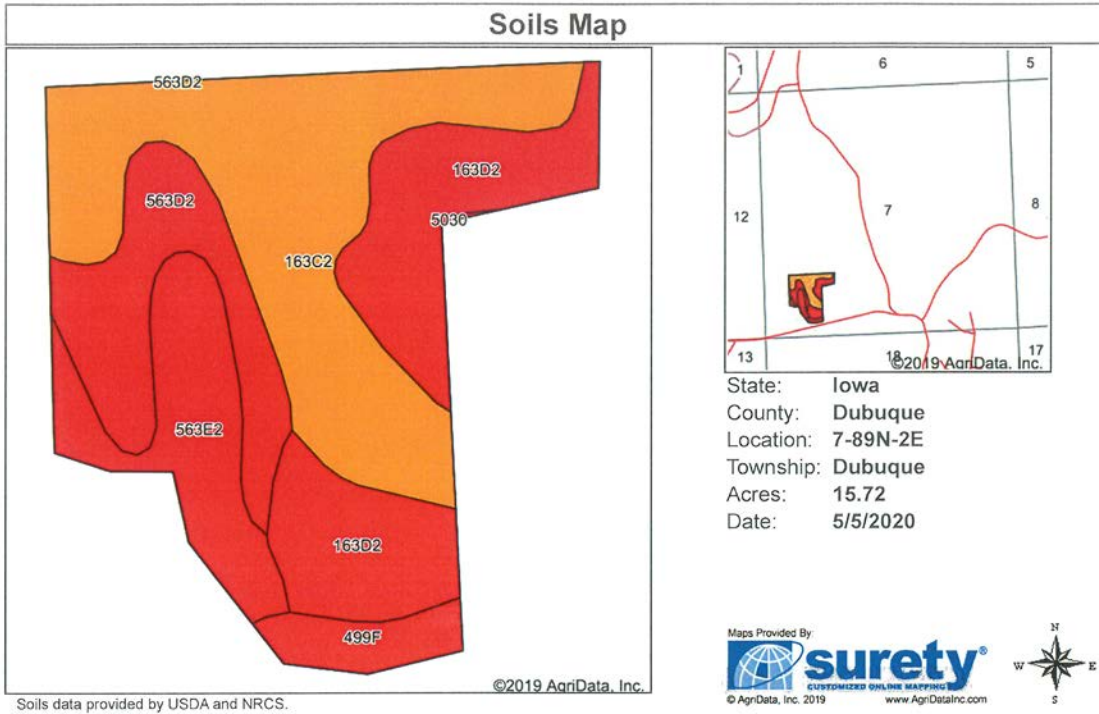 Soils Map
563D2
163D2
563D2
5030
163C2
563E2
163D2
499F
©2019 AgriData, Inc.
Soils data provided by USDA and NRCS.
1
6
5
12
7
8
13
18
17
©2019 AgriData, Inc.
State: Iowa
County: Dubuque
Location: 7-89N-2E
Township: Dubuque
Acres: 15.72
Date: 5/5/2020
Maps Provided By:
surety®
CUSTOMIZED ONLINE MAPPING
© AgriData, Inc. 2019 www.AgriDataInc.com
N
W E
S